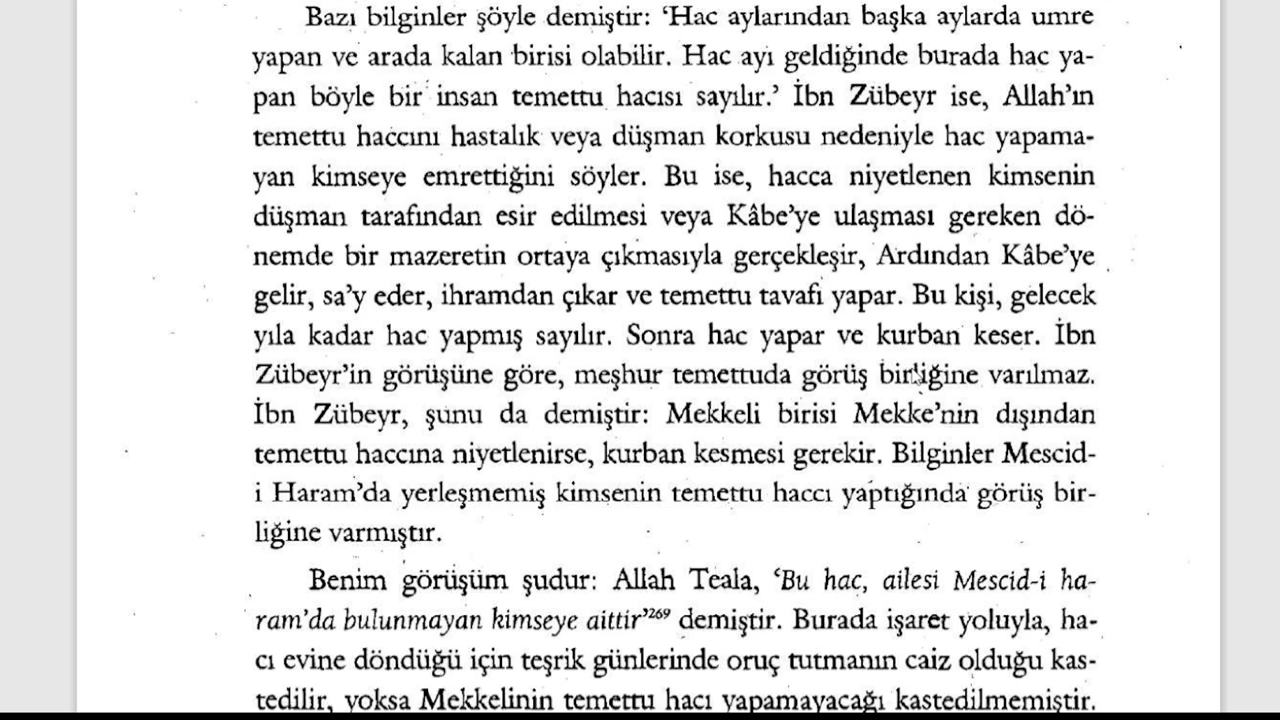 Bazı bilginler şöyle demiştir: ‘Hac aylarından başka aylarda umre
yapan ve arada kalan birisi olabilir. Hac ayı geldiğinde burada hac ya-
pan böyle bir insan temettu hacısı sayılır.’ İbn Zübeyr ise, Allah’ın
temettu haccını hastalık veya düşman korkusu nedeniyle hac yapama-
yan kimseye emrettiğini söyler. Bu ise, hacca niyetlenen kimsenin
düşman tarafından esir edilmesi veya Kâbe’ye ulaşması gereken dö-
nemde bir mazeretin ortaya çıkmasıyla gerçekleşir, Ardından Kâbe’ye
gelir, sa’y eder, ihramdan çıkar ve temettu tavafı yapar. Bu kişi, gelecek
yıla kadar hac yapmış sayılır. Sonra hac yapar ve kurban keser. İbn
Zübeyr’in görüşüne göre, meşhur temettuda görüş birliğine varılmaz.
İbn Zübeyr, şunu da demiştir: Mekkeli birisi Mekke’nin dışından
temettu haccına niyetlenirse, kurban kesmesi gerekir. Bilginler Mescid-
i Haram’da yerleşmemiş kimsenin temettu haccı yaptığında görüş bir-
liğine varmıştır.
Benim görüşüm şudur: Allah Teala, ‘Bu hac, ailesi Mescid-i ha-
ram’da bulunmayan kimseye aittir’²⁶⁹ demiştir. Burada işaret yoluyla, ha-
cı evine döndüğü için teşrik günlerinde oruç tutmanın caiz olduğu kas-
tedilir, yoksa Mekkelinin temettu hacı yapamayacağı kastedilmemiştir.